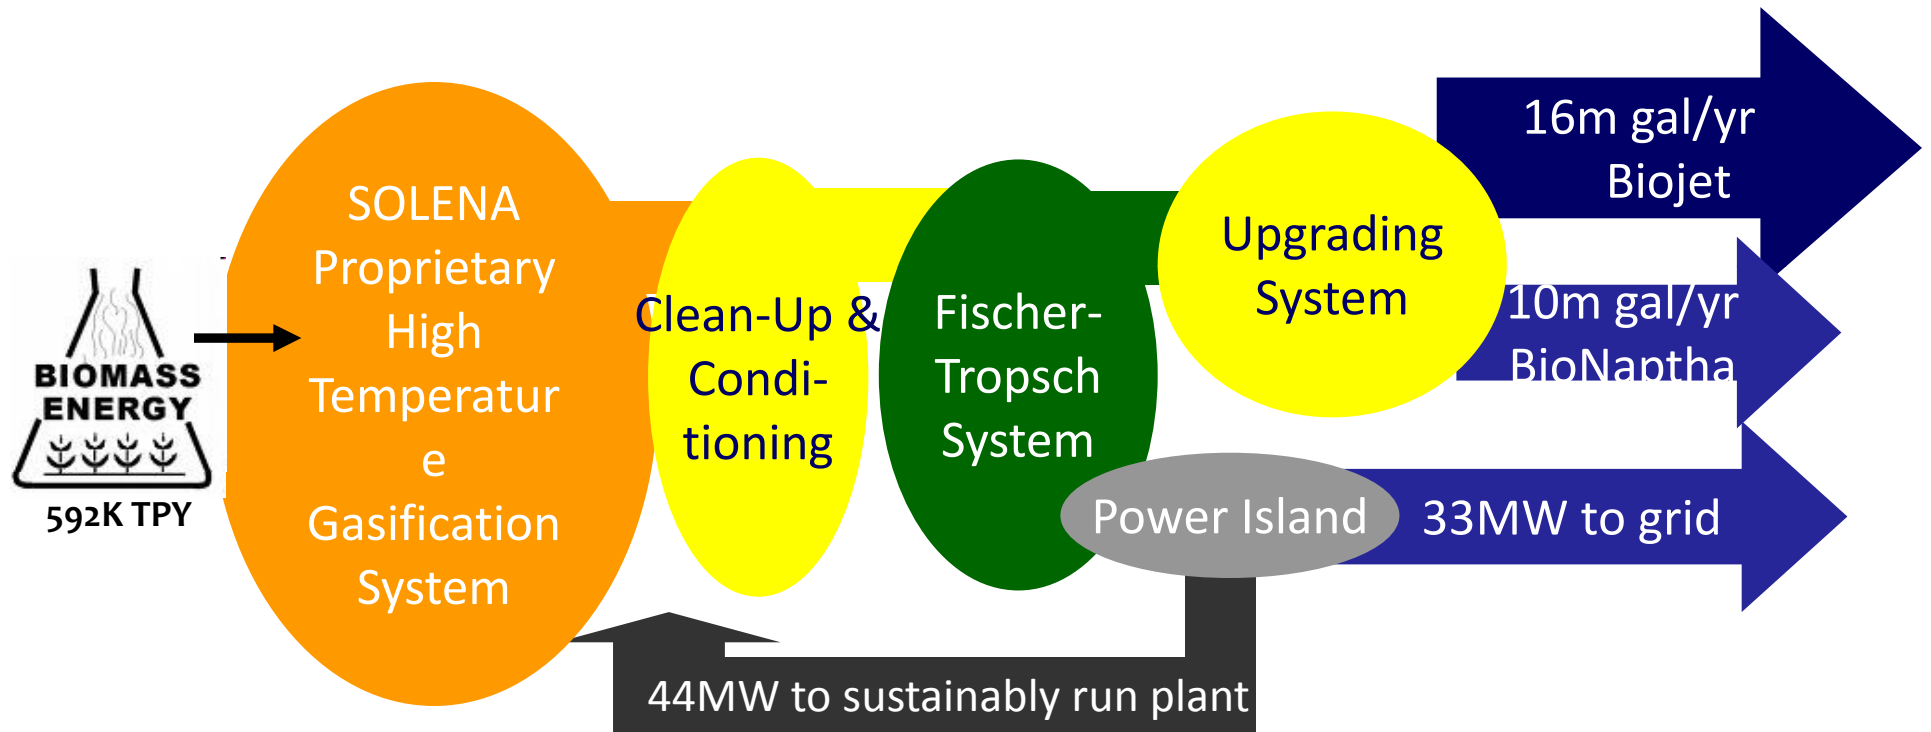 BIOMASS
ENERGY
592K TPY
SOLENA
Proprietary
High
Temperatur
e
Gasification
System
Clean-Up &
Condi-
tioning
Fischer-
Tropsch
System
Upgrading
System
16m gal/yr
Biojet
10m gal/yr
BioNaptha
Power Island
33MW to grid
44MW to sustainably run plant